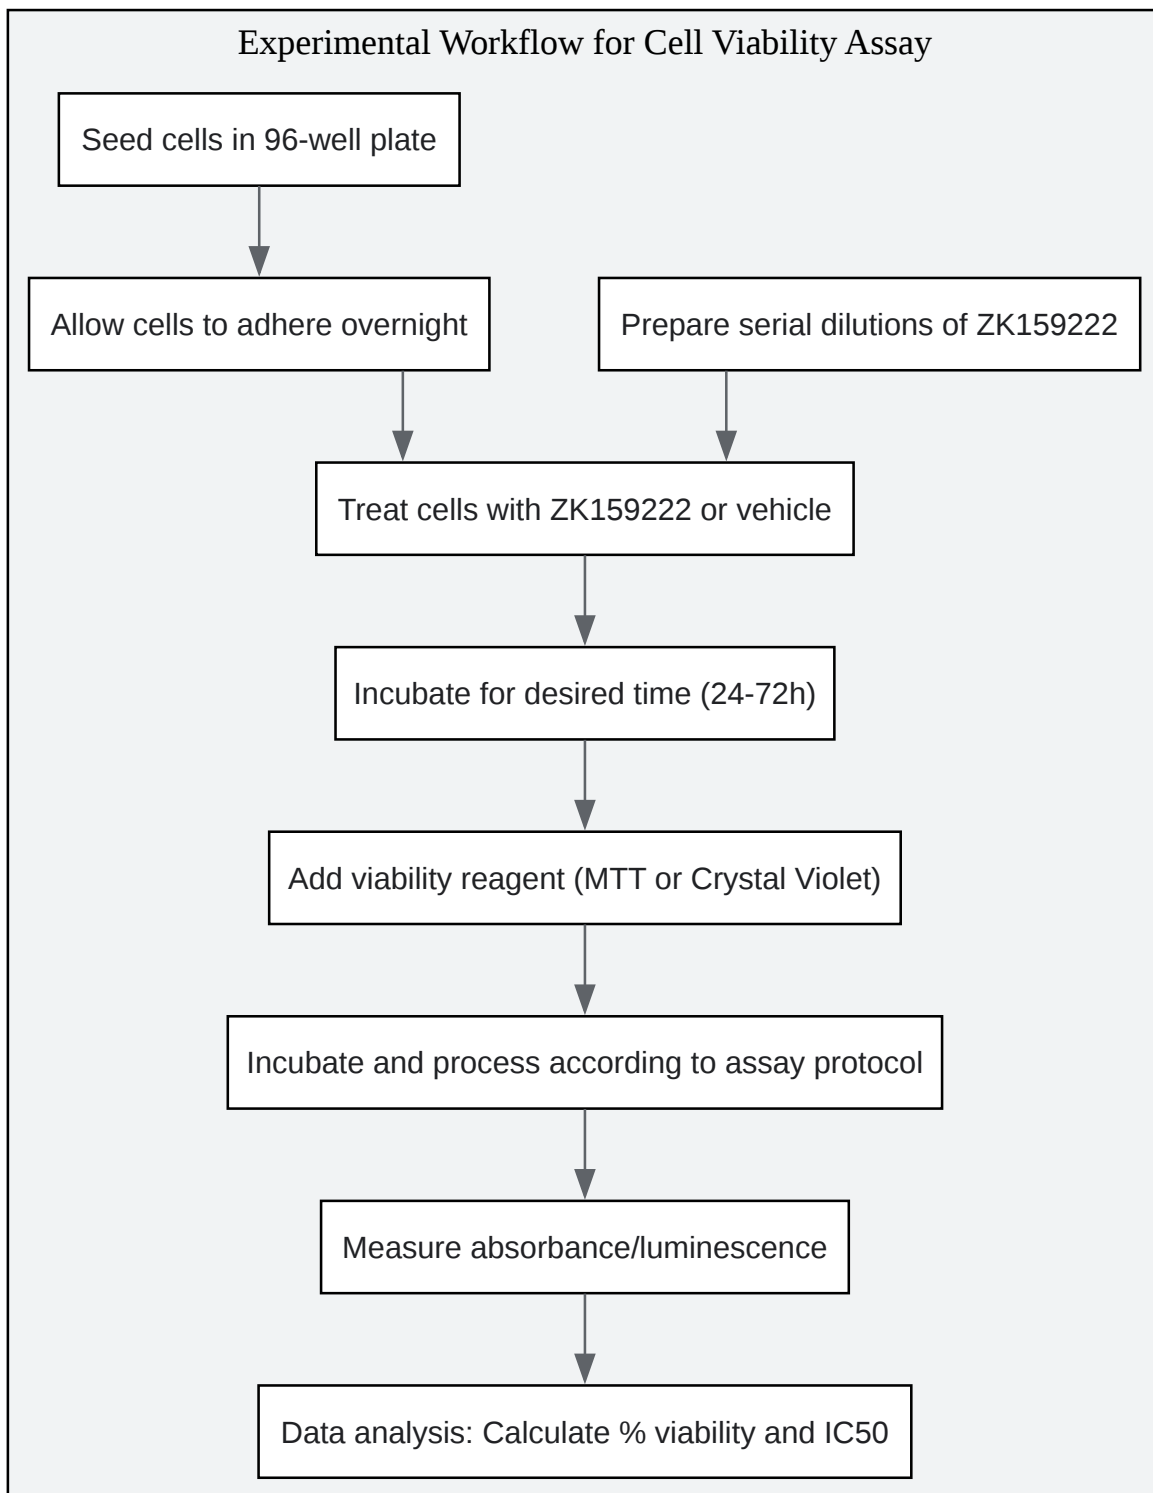 Experimental Workflow for Cell Viability Assay
Seed cells in 96-well plate
Allow cells to adhere overnight
Prepare serial dilutions of ZK159222
Treat cells with ZK159222 or vehicle
Incubate for desired time (24-72h)
Add viability reagent (MTT or Crystal Violet)
Incubate and process according to assay protocol
Measure absorbance/luminescence
Data analysis: Calculate % viability and IC50